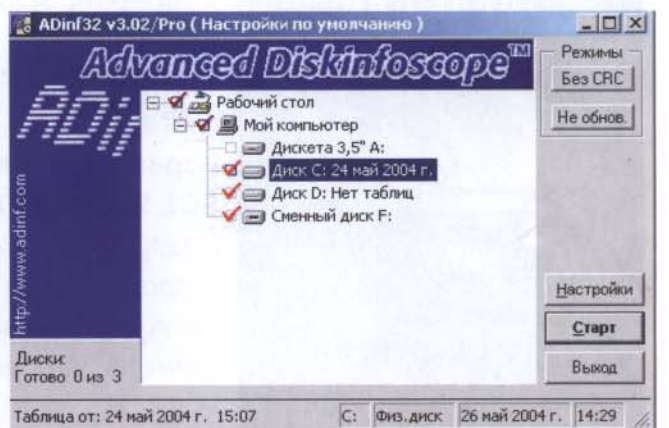 ADinf32 v3.02/Pro ( Настройки по умолчанию )
Advanced Diskinfoscope™
Режимы
Без CRC
Не обнов.
ADinf
http://www.adinf.com
Рабочий стол
Мой компьютер
Дискета 3,5" A:
Диск C: 24 май 2004 г.
Диск D: Нет таблиц
Сменный диск F:
Настройки
Старт
Выход
Диски:
Готово 0 из 3
Таблица от: 24 май 2004 г. 15:07 C: Физ.диск 26 май 2004 г. 14:29